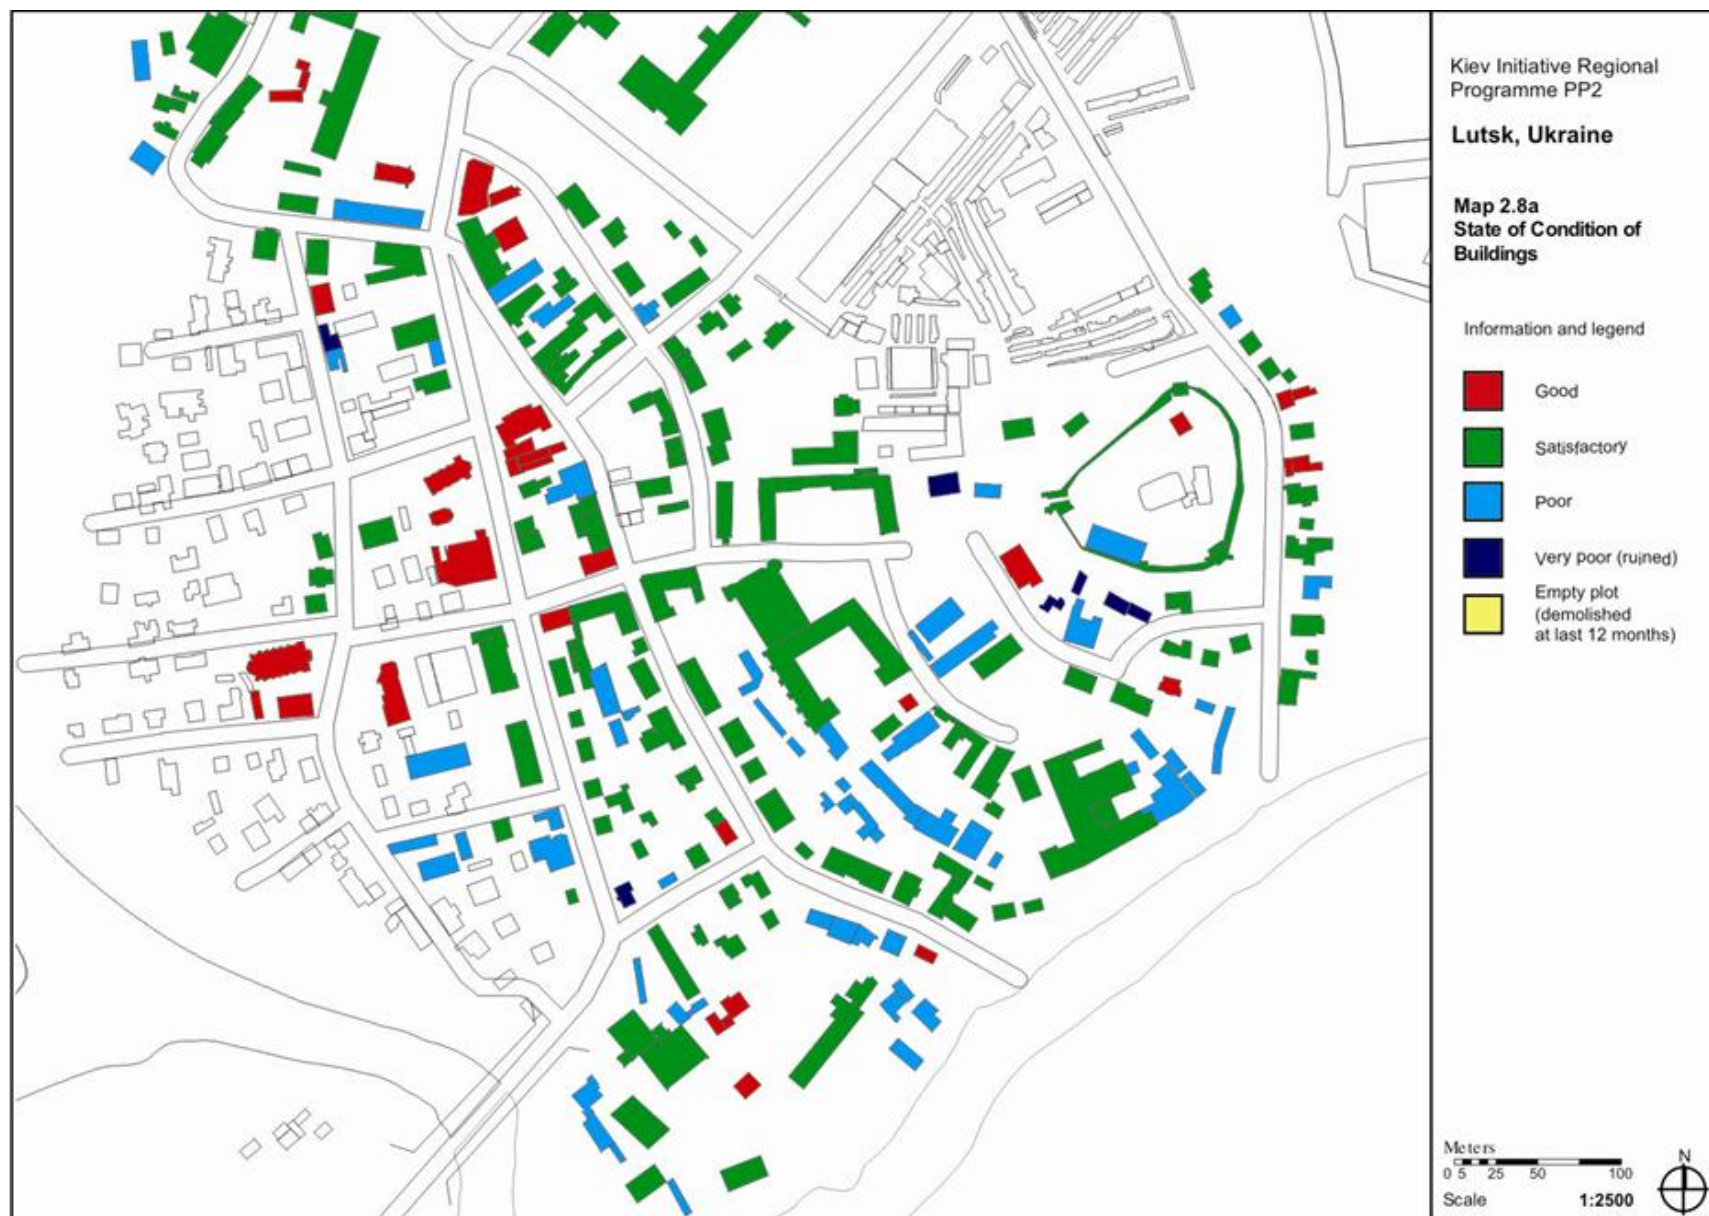 Kiev Initiative Regional
Programme PP2
Lutsk, Ukraine
Map 2.8a
State of Condition of
Buildings
Information and legend
Good
Satisfactory
Poor
Very poor (ruined)
Empty plot
(demolished
at last 12 months)
Meters
0 5 25 50 100
Scale 1:2500
N